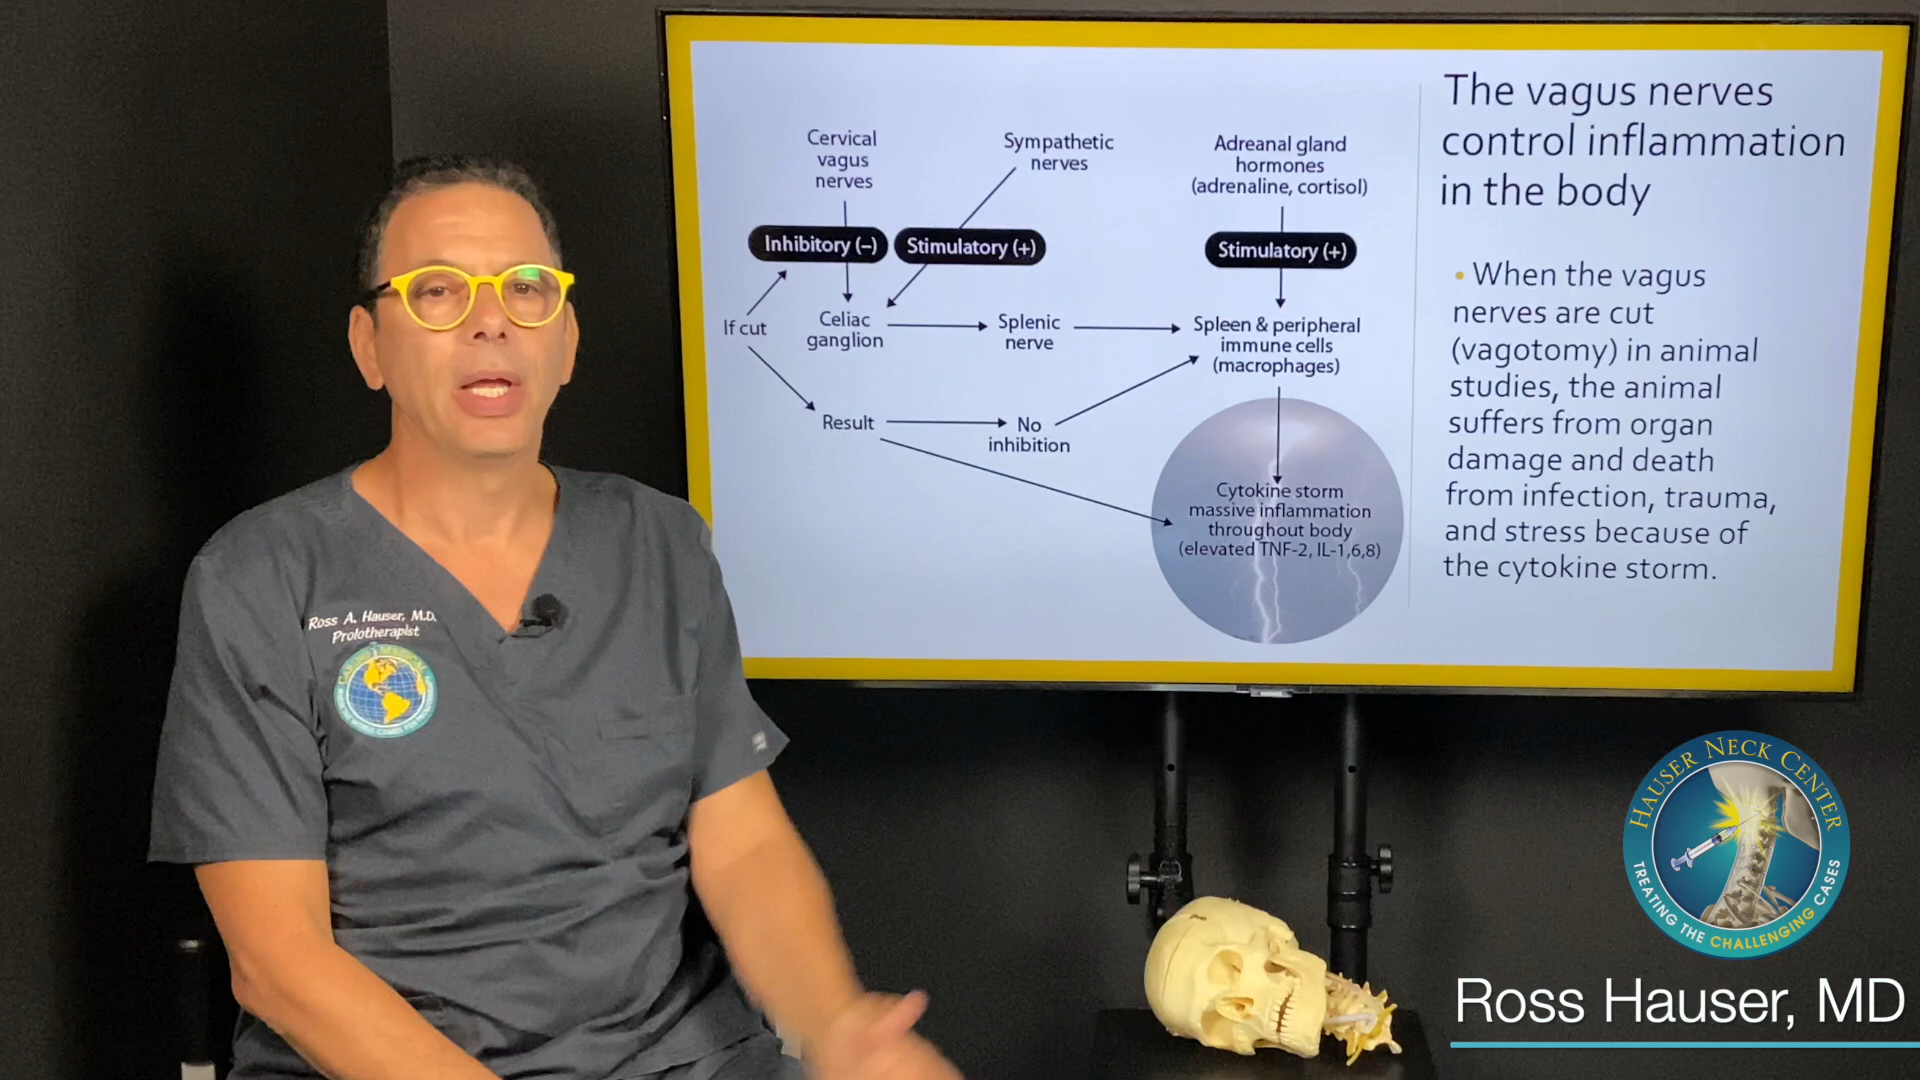 The vagus nerves
control inflammation
in the body
• When the vagus
nerves are cut
(vagotomy) in animal
studies, the animal
suffers from organ
damage and death
from infection, trauma,
and stress because of
the cytokine storm.
Cervical
vagus
nerves
Sympathetic
nerves
Adreanal gland
hormones
(adrenaline, cortisol)
Inhibitory (–)
Stimulatory (+)
Stimulatory (+)
If cut
Celiac
ganglion
Splenic
nerve
Spleen & peripheral
immune cells
(macrophages)
Result
No
inhibition
Cytokine storm
massive inflammation
throughout body
(elevated TNF-2, IL-1,6,8)
Ross A. Hauser, M.D.
Prolotherapist
HAUSER NECK CENTER
TREATING THE CHALLENGING CASES
Ross Hauser, MD